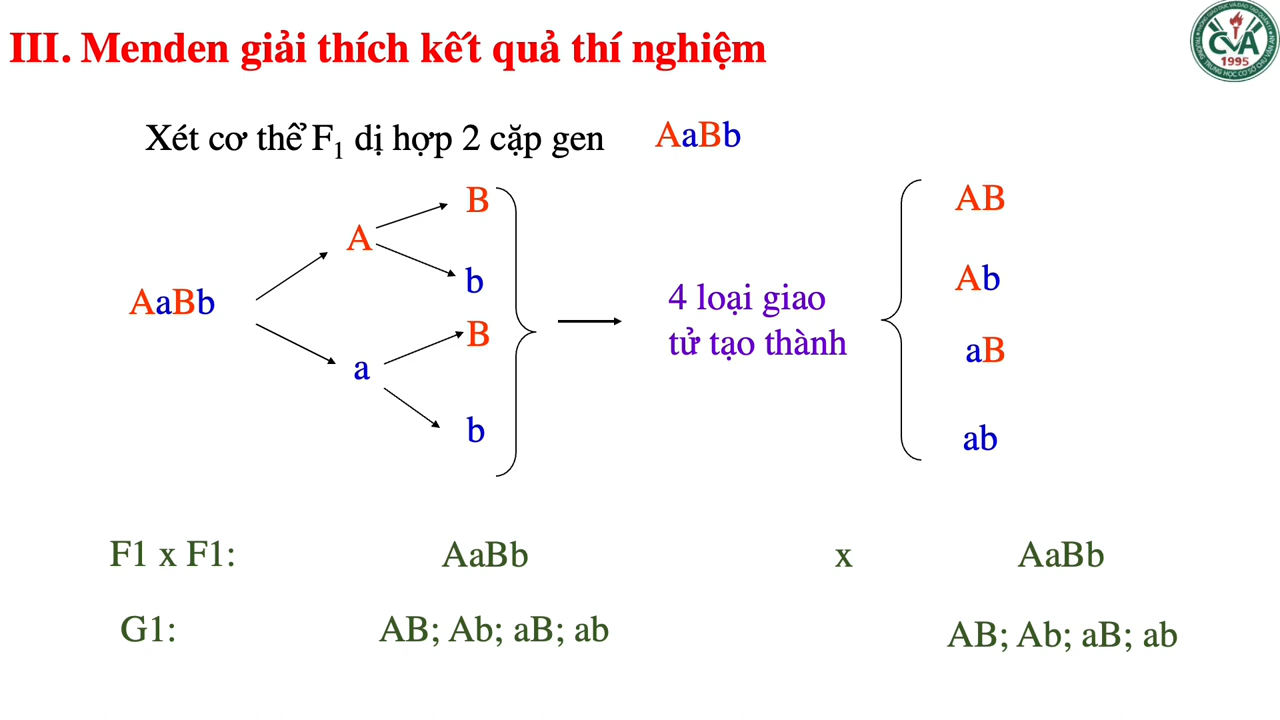 III. Menden giải thích kết quả thí nghiệm
CVA
1995
Xét cơ thể F₁ dị hợp 2 cặp gen AaBb
B
A
b
AaBb
B
a
b
4 loại giao
tử tạo thành
AB
Ab
aB
ab
F1 x F1: AaBb x AaBb
G1: AB; Ab; aB; ab AB; Ab; aB; ab